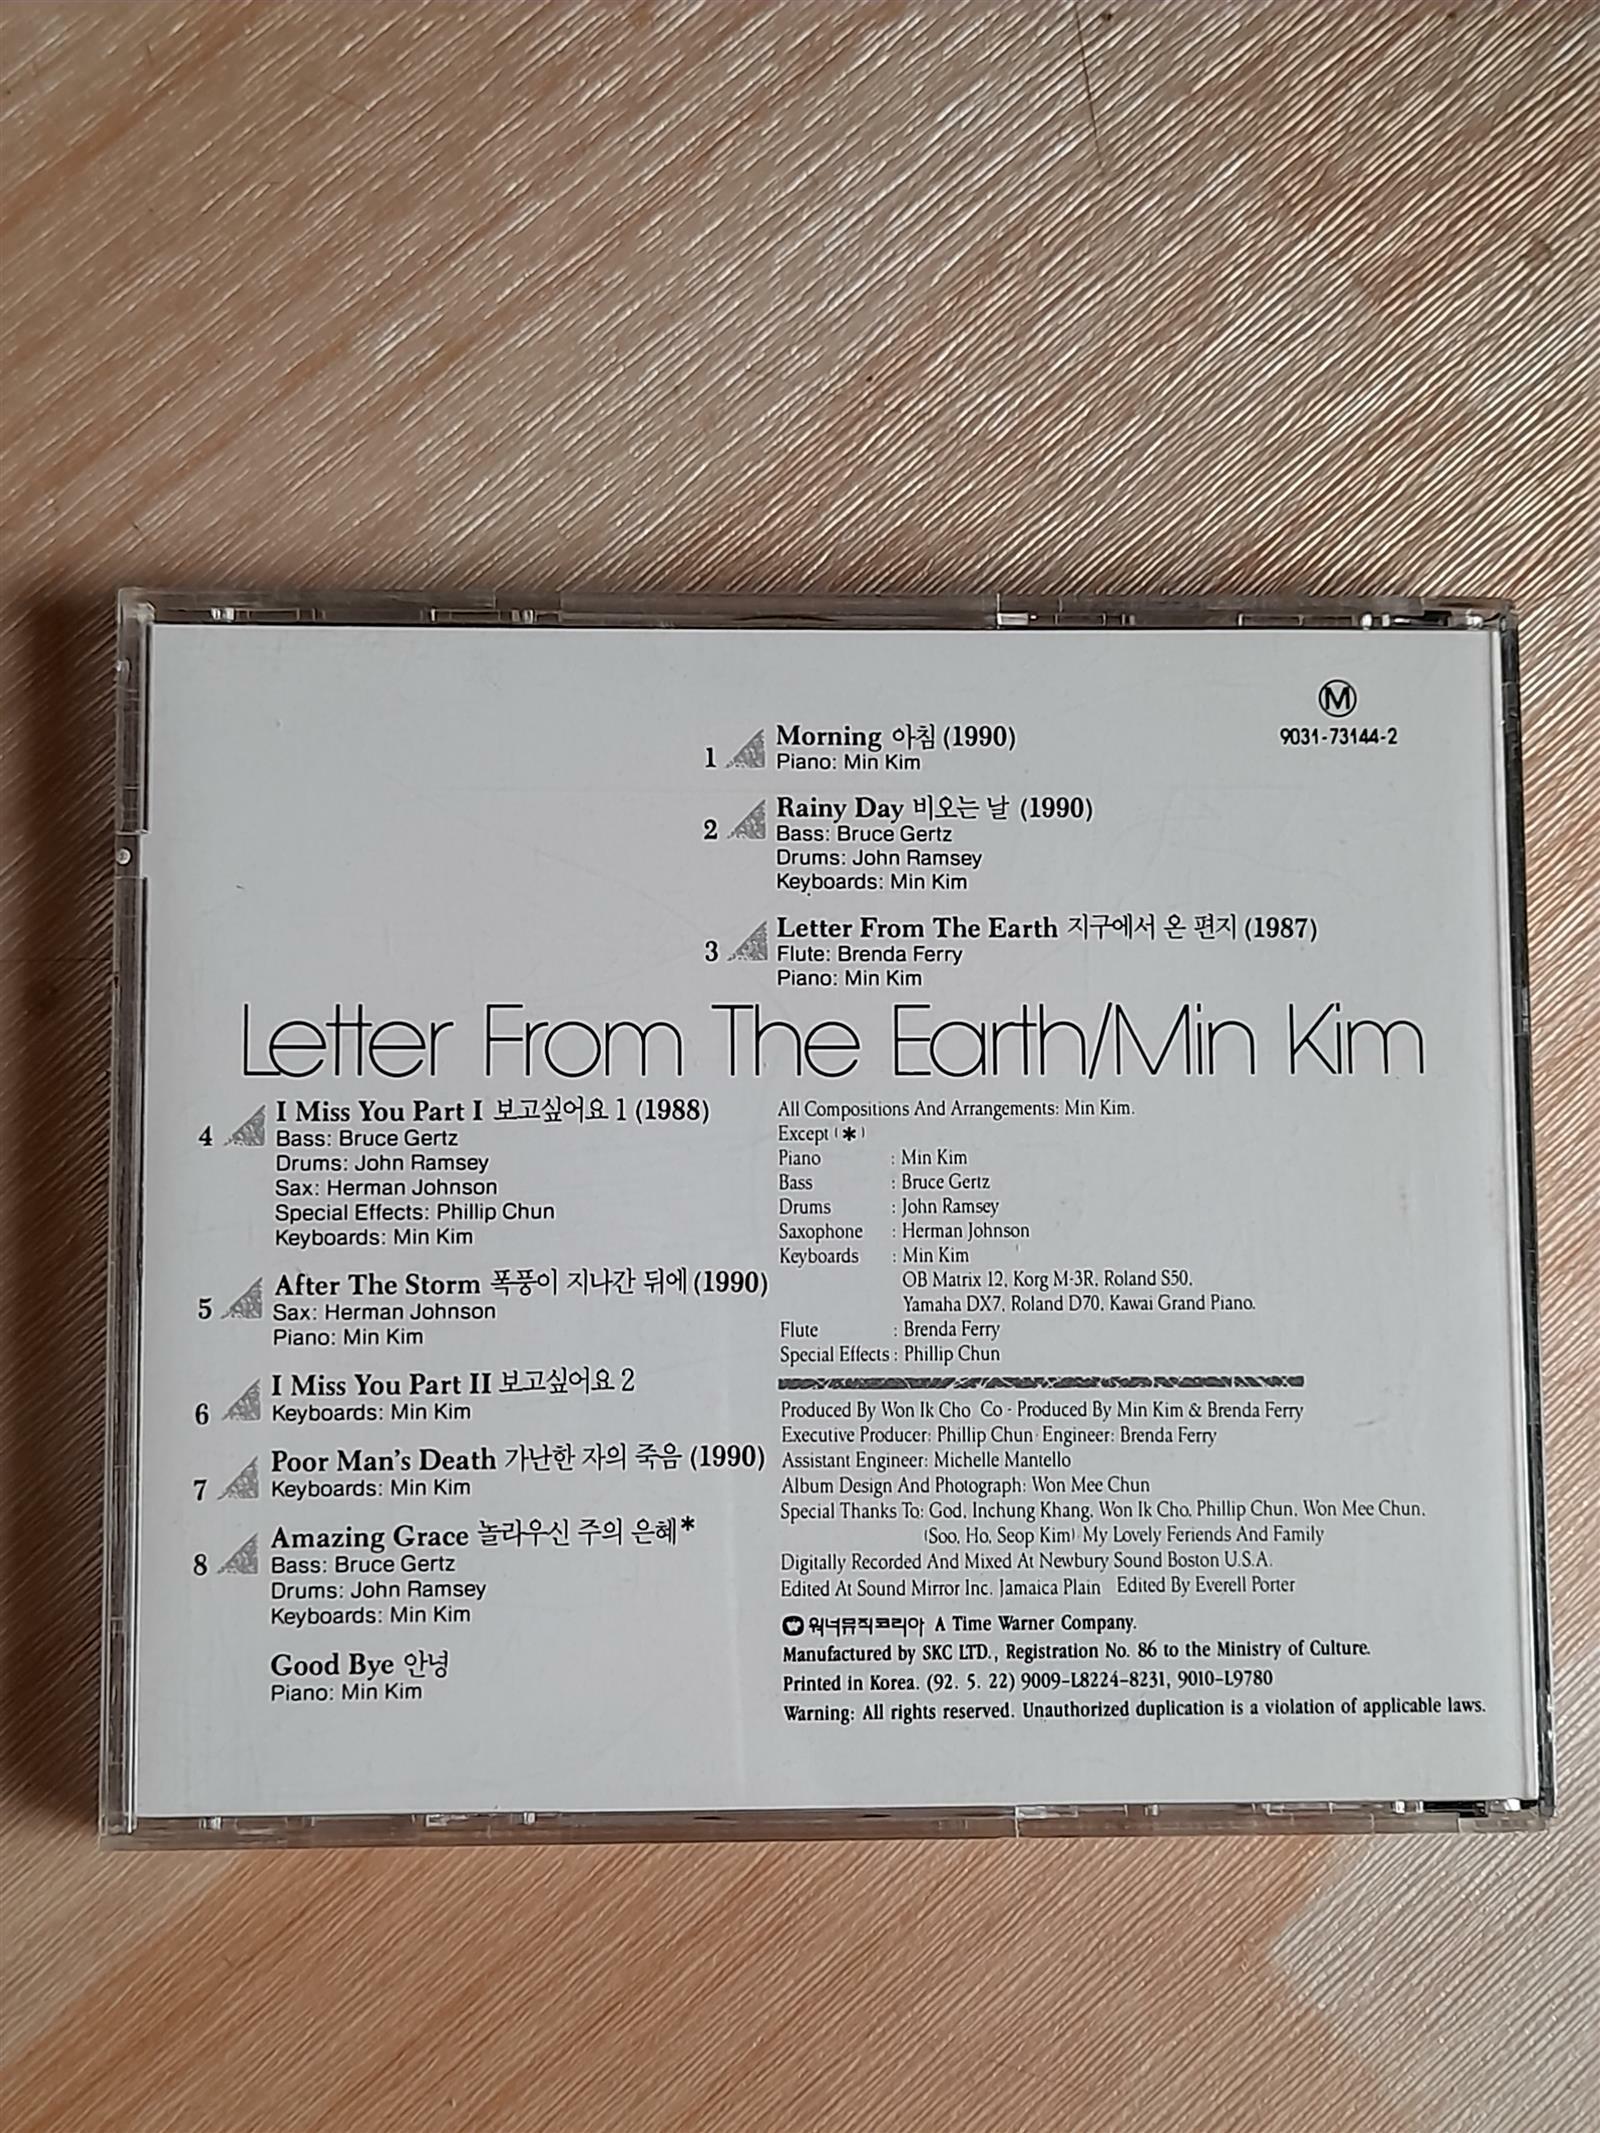 Ⓜ
9031-73144-2
1 Morning 아침 (1990)
Piano: Min Kim
2 Rainy Day 비오는 날 (1990)
Bass: Bruce Gertz
Drums: John Ramsey
Keyboards: Min Kim
3 Letter From The Earth 지구에서 온 편지 (1987)
Flute: Brenda Ferry
Piano: Min Kim
Letter From The Earth/Min Kim
4 I Miss You Part I 보고싶어요 1 (1988)
Bass: Bruce Gertz
Drums: John Ramsey
Sax: Herman Johnson
Special Effects: Phillip Chun
Keyboards: Min Kim
5 After The Storm 폭풍이 지나간 뒤에 (1990)
Sax: Herman Johnson
Piano: Min Kim
6 I Miss You Part II 보고싶어요 2
Keyboards: Min Kim
7 Poor Man's Death 가난한 자의 죽음 (1990)
Keyboards: Min Kim
8 Amazing Grace 놀라우신 주의 은혜*
Bass: Bruce Gertz
Drums: John Ramsey
Keyboards: Min Kim
Good Bye 안녕
Piano: Min Kim
All Compositions And Arrangements: Min Kim.
Except (*)
Piano : Min Kim
Bass : Bruce Gertz
Drums : John Ramsey
Saxophone : Herman Johnson
Keyboards : Min Kim
OB Matrix 12, Korg M-3R, Roland S50,
Yamaha DX7, Roland D70, Kawai Grand Piano.
Flute : Brenda Ferry
Special Effects : Phillip Chun
Produced By Won Ik Cho Co - Produced By Min Kim & Brenda Ferry
Executive Producer: Phillip Chun Engineer: Brenda Ferry
Assistant Engineer: Michelle Mantello
Album Design And Photograph: Won Mee Chun
Special Thanks To: God, Inchung Khang, Won Ik Cho, Phillip Chun, Won Mee Chun,
(Soo, Ho, Seop Kim) My Lovely Feriends And Family
Digitally Recorded And Mixed At Newbury Sound Boston U.S.A.
Edited At Sound Mirror Inc. Jamaica Plain Edited By Everell Porter
워너뮤직코리아 A Time Warner Company.
Manufactured by SKC LTD., Registration No. 86 to the Ministry of Culture.
Printed in Korea. (92. 5. 22) 9009-L8224-8231, 9010-L9780
Warning: All rights reserved. Unauthorized duplication is a violation of applicable laws.